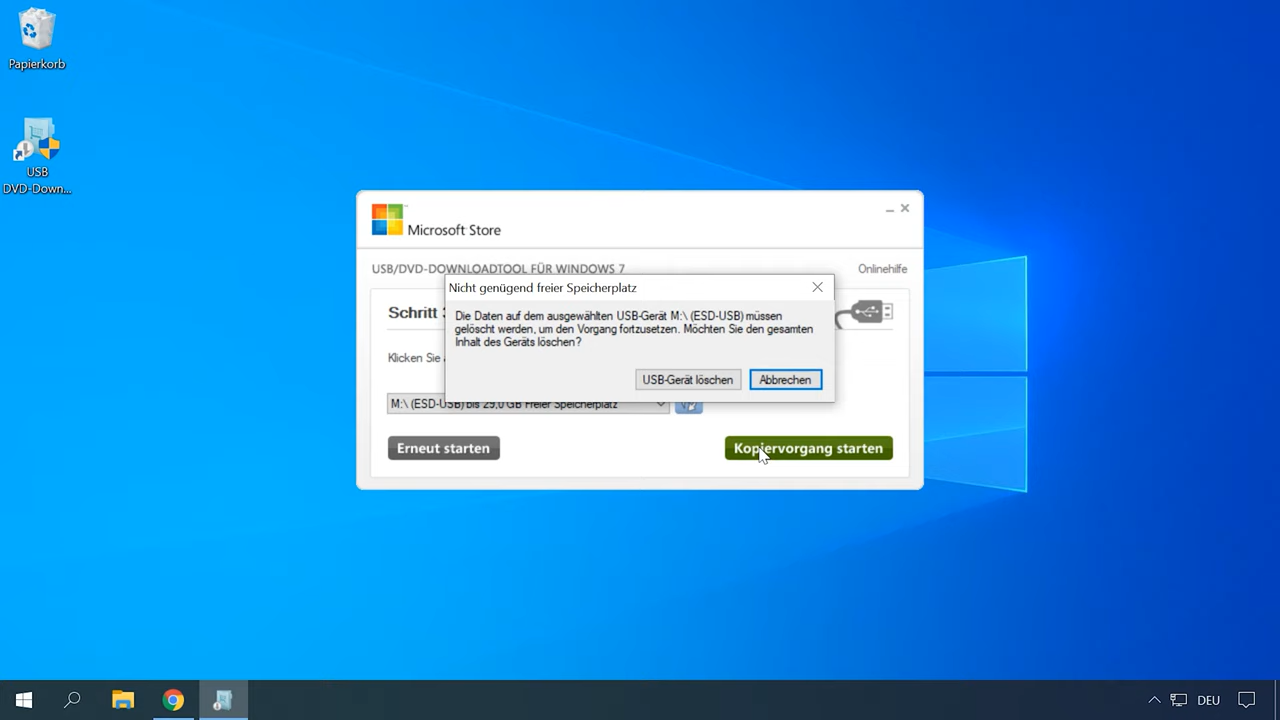 Papierkorb
USB
DVD-Down...
Microsoft Store
USB/DVD-DOWNLOADTOOL FÜR WINDOWS 7
Onlinehilfe
Nicht genügend freier Speicherplatz
Schritt
Die Daten auf dem ausgewählten USB-Gerät M:\ (ESD-USB) müssen
gelöscht werden, um den Vorgang fortzusetzen. Möchten Sie den gesamten
Inhalt des Geräts löschen?
Klicken Sie
USB-Gerät löschen
Abbrechen
M:\ (ESD-USB) bis 29,0 GB Freier Speicherplatz
Erneut starten
Kopiervorgang starten
DEU